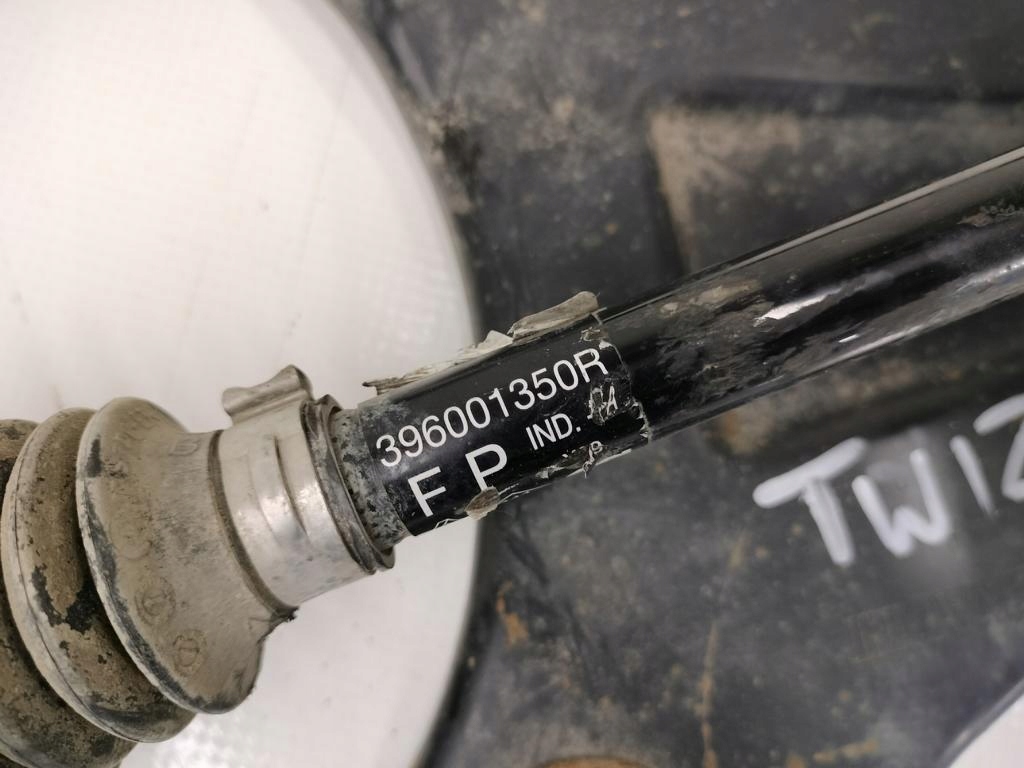 396001350R
F P IND.
TWIZ